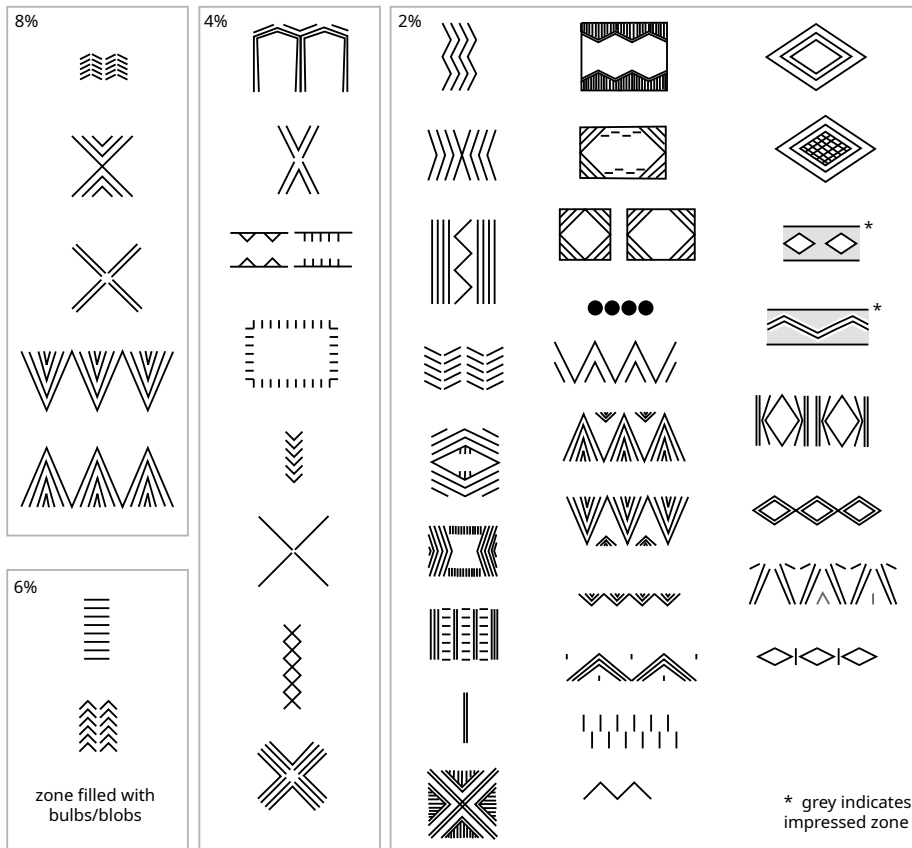 8%
4%
2%
*
*
6%
zone filled with
bulbs/blobs
* grey indicates
impressed zone